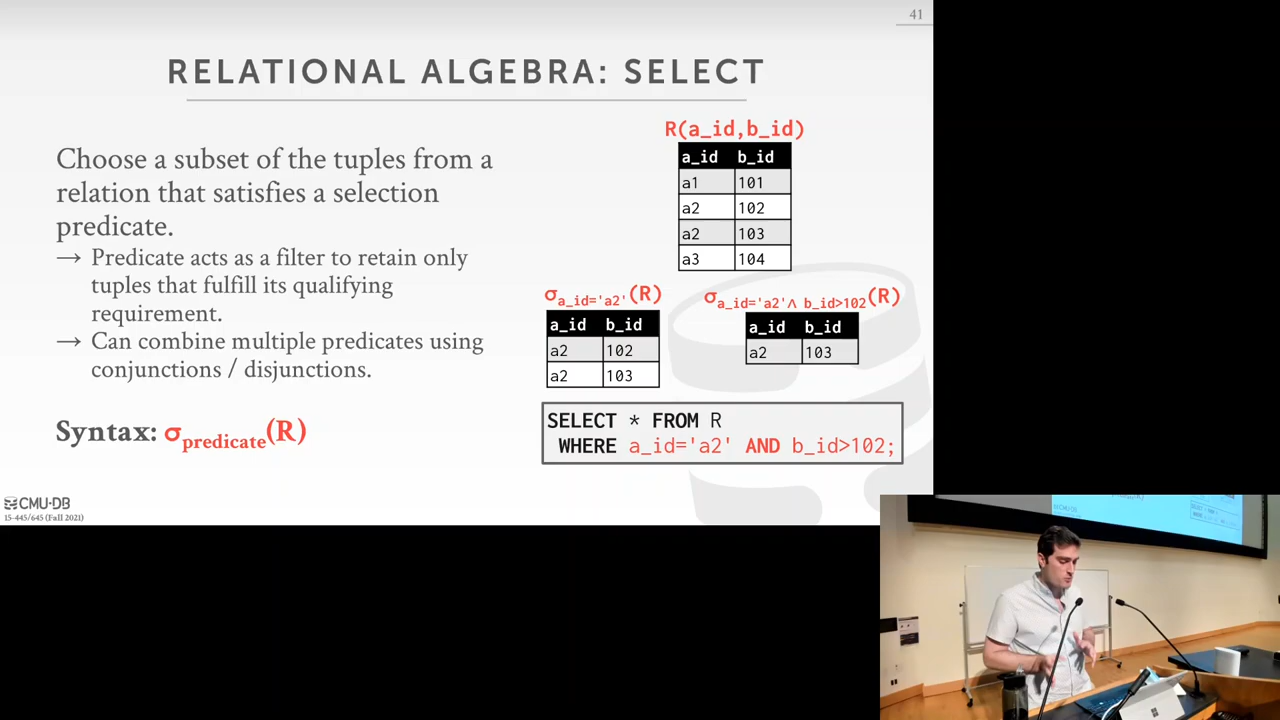 41
RELATIONAL ALGEBRA: SELECT
Choose a subset of the tuples from a
relation that satisfies a selection
predicate.
→ Predicate acts as a filter to retain only
tuples that fulfill its qualifying
requirement.
→ Can combine multiple predicates using
conjunctions / disjunctions.
Syntax: σpredicate(R)
R(a_id,b_id)
a_id b_id
a1 101
a2 102
a2 103
a3 104
σa_id='a2'(R)
a_id b_id
a2 102
a2 103
σa_id='a2'∧ b_id>102(R)
a_id b_id
a2 103
SELECT * FROM R
WHERE a_id='a2' AND b_id>102;
CMU·DB
15-445/645 (Fall 2021)